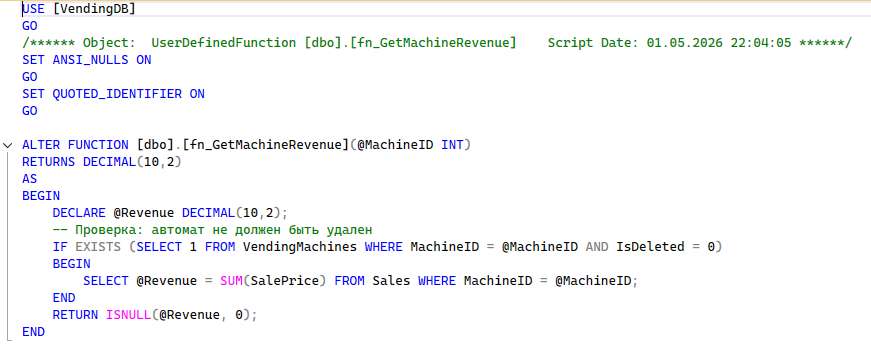 USE [VendingDB]
GO
/****** Object:  UserDefinedFunction [dbo].[fn_GetMachineRevenue]    Script Date: 01.05.2026 22:04:05 ******/
SET ANSI_NULLS ON
GO
SET QUOTED_IDENTIFIER ON
GO

ALTER FUNCTION [dbo].[fn_GetMachineRevenue](@MachineID INT)
RETURNS DECIMAL(10,2)
AS
BEGIN
    DECLARE @Revenue DECIMAL(10,2);
    -- Проверка: автомат не должен быть удален
    IF EXISTS (SELECT 1 FROM VendingMachines WHERE MachineID = @MachineID AND IsDeleted = 0)
    BEGIN
        SELECT @Revenue = SUM(SalePrice) FROM Sales WHERE MachineID = @MachineID;
    END
    RETURN ISNULL(@Revenue, 0);
END